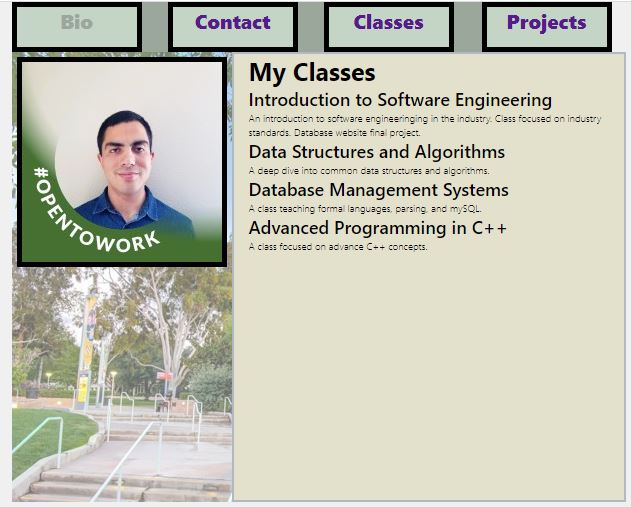 Bio
Contact
Classes
Projects
#OPENTOWORK
My Classes
Introduction to Software Engineering
An introduction to software engineeringing in the industry. Class focused on industry
standards. Database website final project.
Data Structures and Algorithms
A deep dive into common data structures and algorithms.
Database Management Systems
A class teaching formal languages, parsing, and mySQL.
Advanced Programming in C++
A class focused on advance C++ concepts.